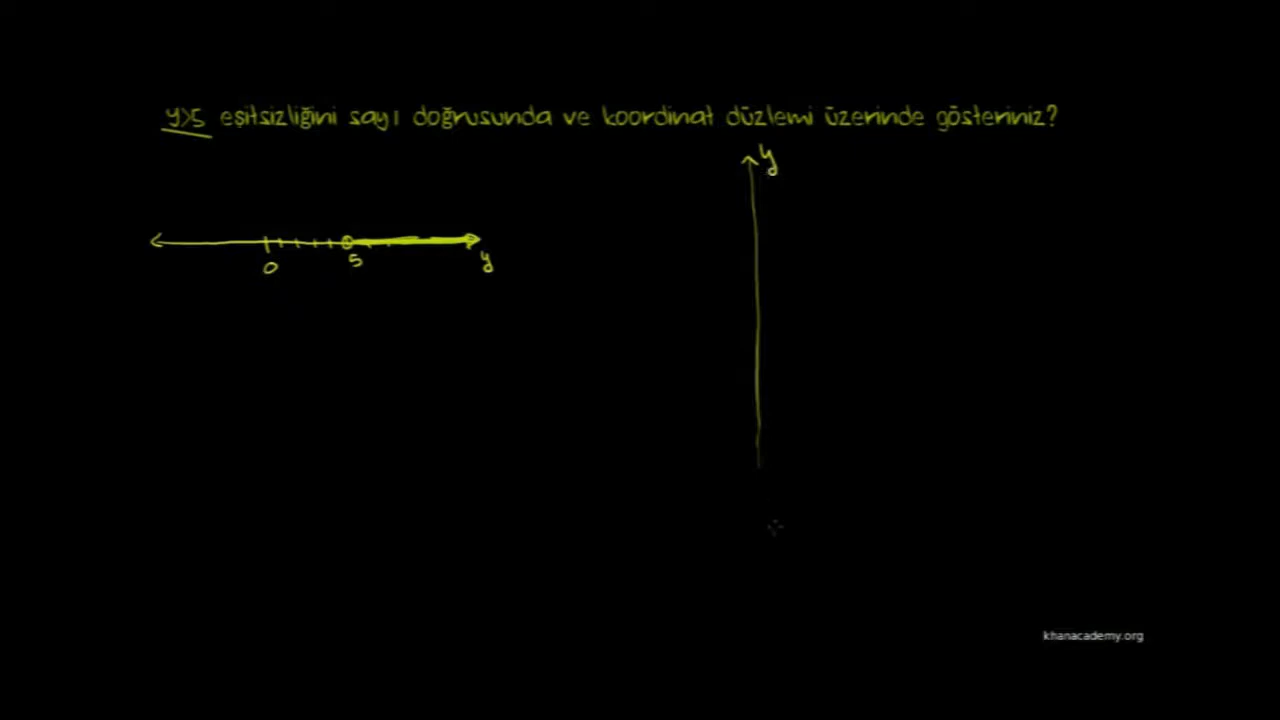 y>5 eşitsizliğini sayı doğrusunda ve koordinat düzlemi üzerinde gösteriniz?
y
0 5 y
khanacademy.org